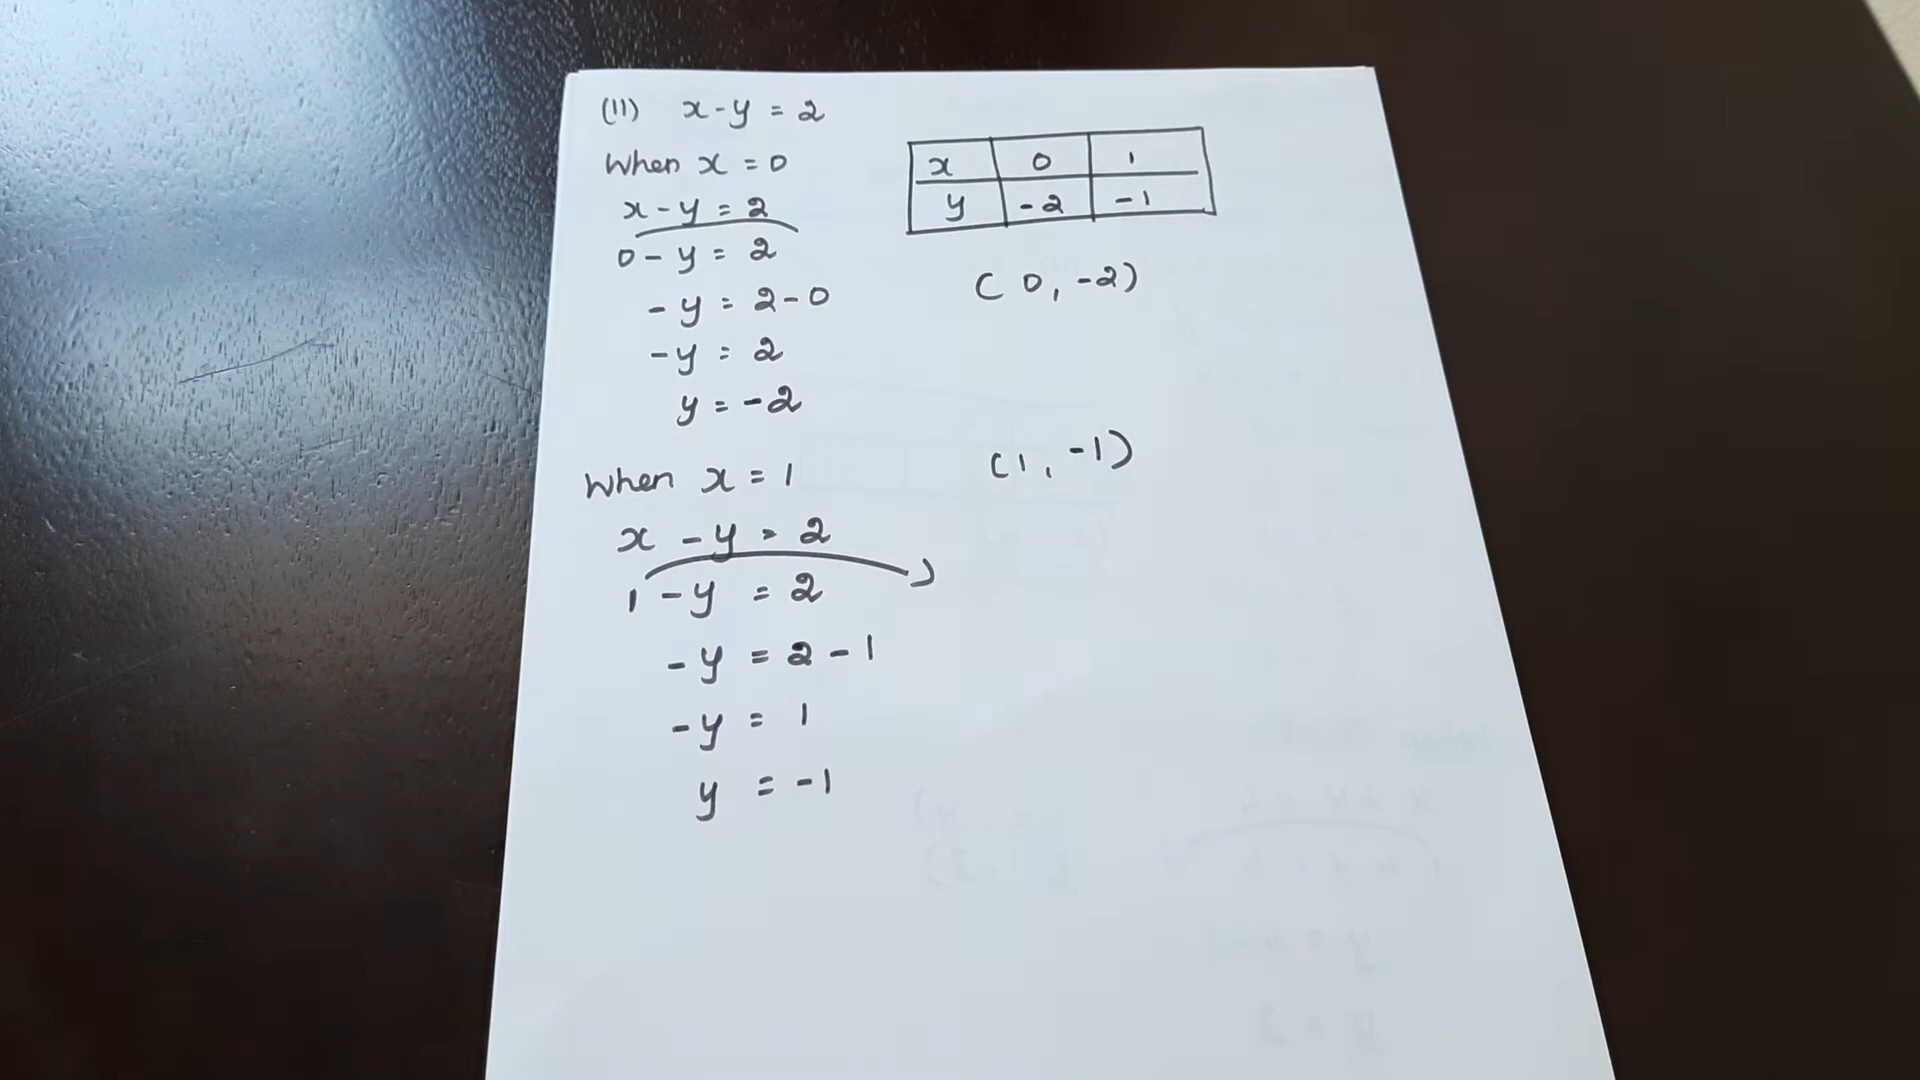 (11) x - y = 2
When x = 0
x - y = 2
0 - y = 2
- y = 2 - 0
- y = 2
y = - 2
x 0 1
y - 2 - 1
( 0 , - 2 )
When x = 1
x - y = 2
1 - y = 2
- y = 2 - 1
- y = 1
y = - 1
( 1 , - 1 )